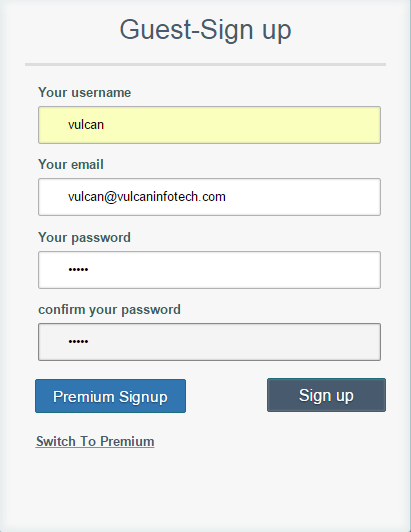 Guest-Sign up
Your username
vulcan
Your email
vulcan@vulcaninfotech.com
Your password
•••••
confirm your password
•••••
Premium Signup
Sign up
Switch To Premium